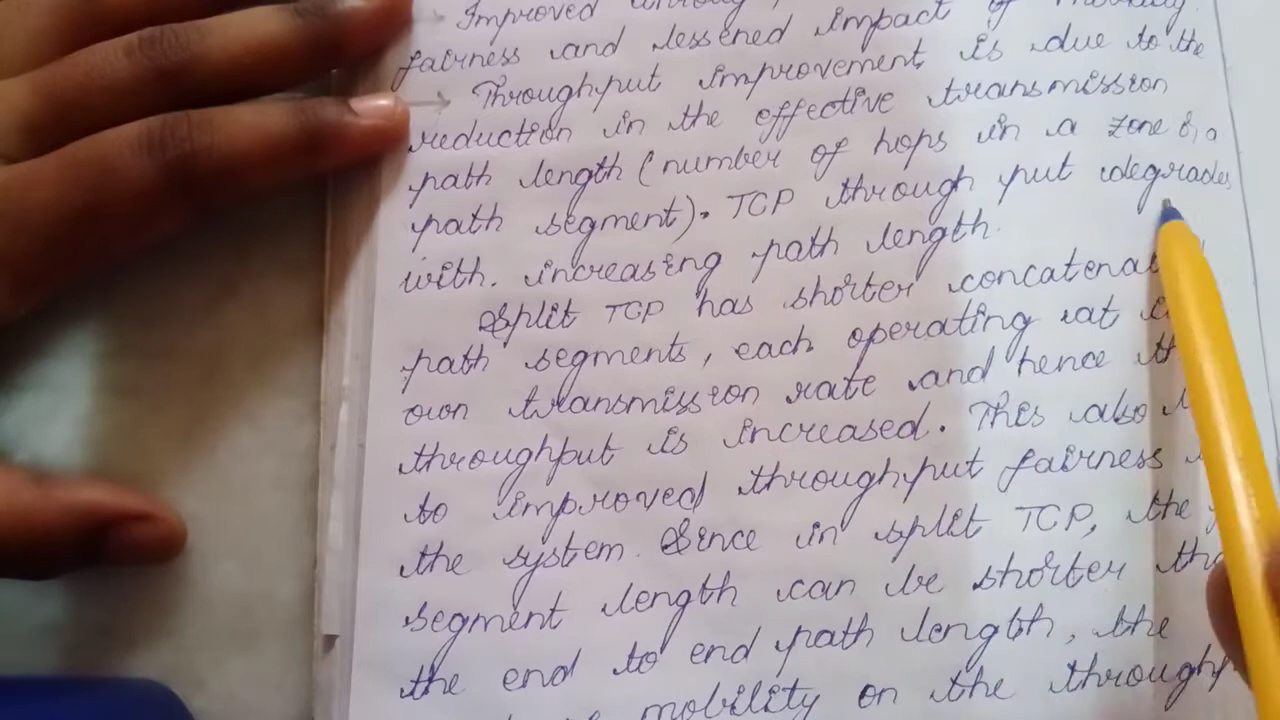 Improved
fairness and lessened impact of mobility.
Throughput improvement is due to the
reduction in the effective transmission
path length (number of hops in a zone &, a
path segment). TCP through put degrades
with. increasing path length.
Split TCP has shorter
path segments, each operating at
own transmission rate and hence
throughput is increased. This also
to improved throughput fairness
the system. Since in split TCP, the
segment length can be shorter
the end to end path length, the
mobility on the